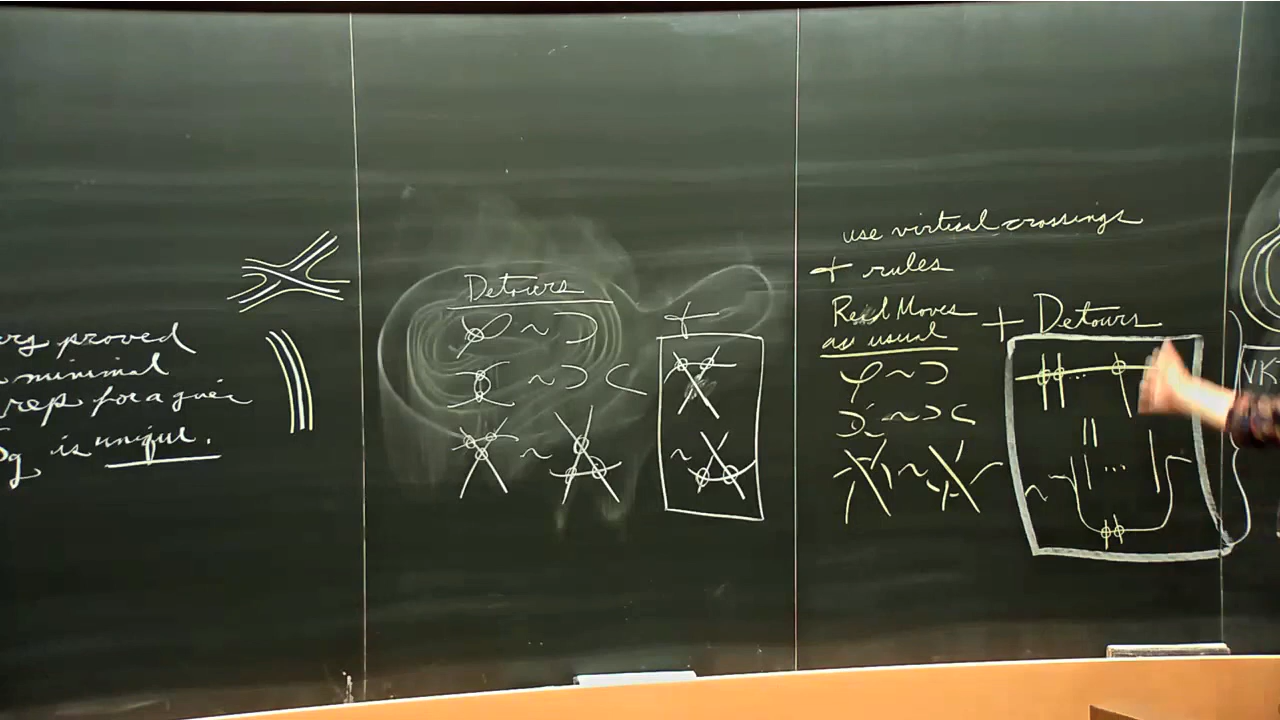 proved
minimal
rep for a given
is unique.
Detours
~
~
~
+
~
use virtual crossings
+ rules
Reid Moves
as usual
~
~
~
+ Detours
...
~ ...
VK